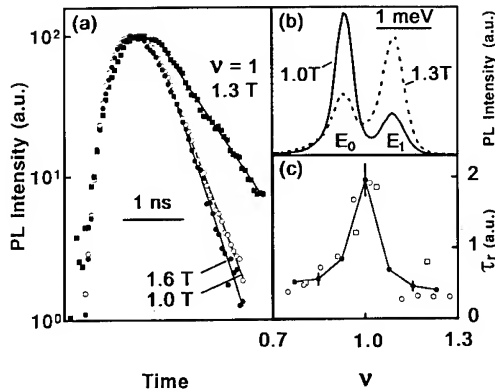 (a)
10²
ν = 1
1.3 T
PL Intensity (a.u.)
10¹
1 ns
1.6 T
1.0 T
10⁰
Time
(b)
1 meV
1.0T
1.3T
E₀
E₁
PL Intensity (a.u.)
(c)
2
1
0
τᵣ (a.u.)
0.7
1.0
1.3
ν